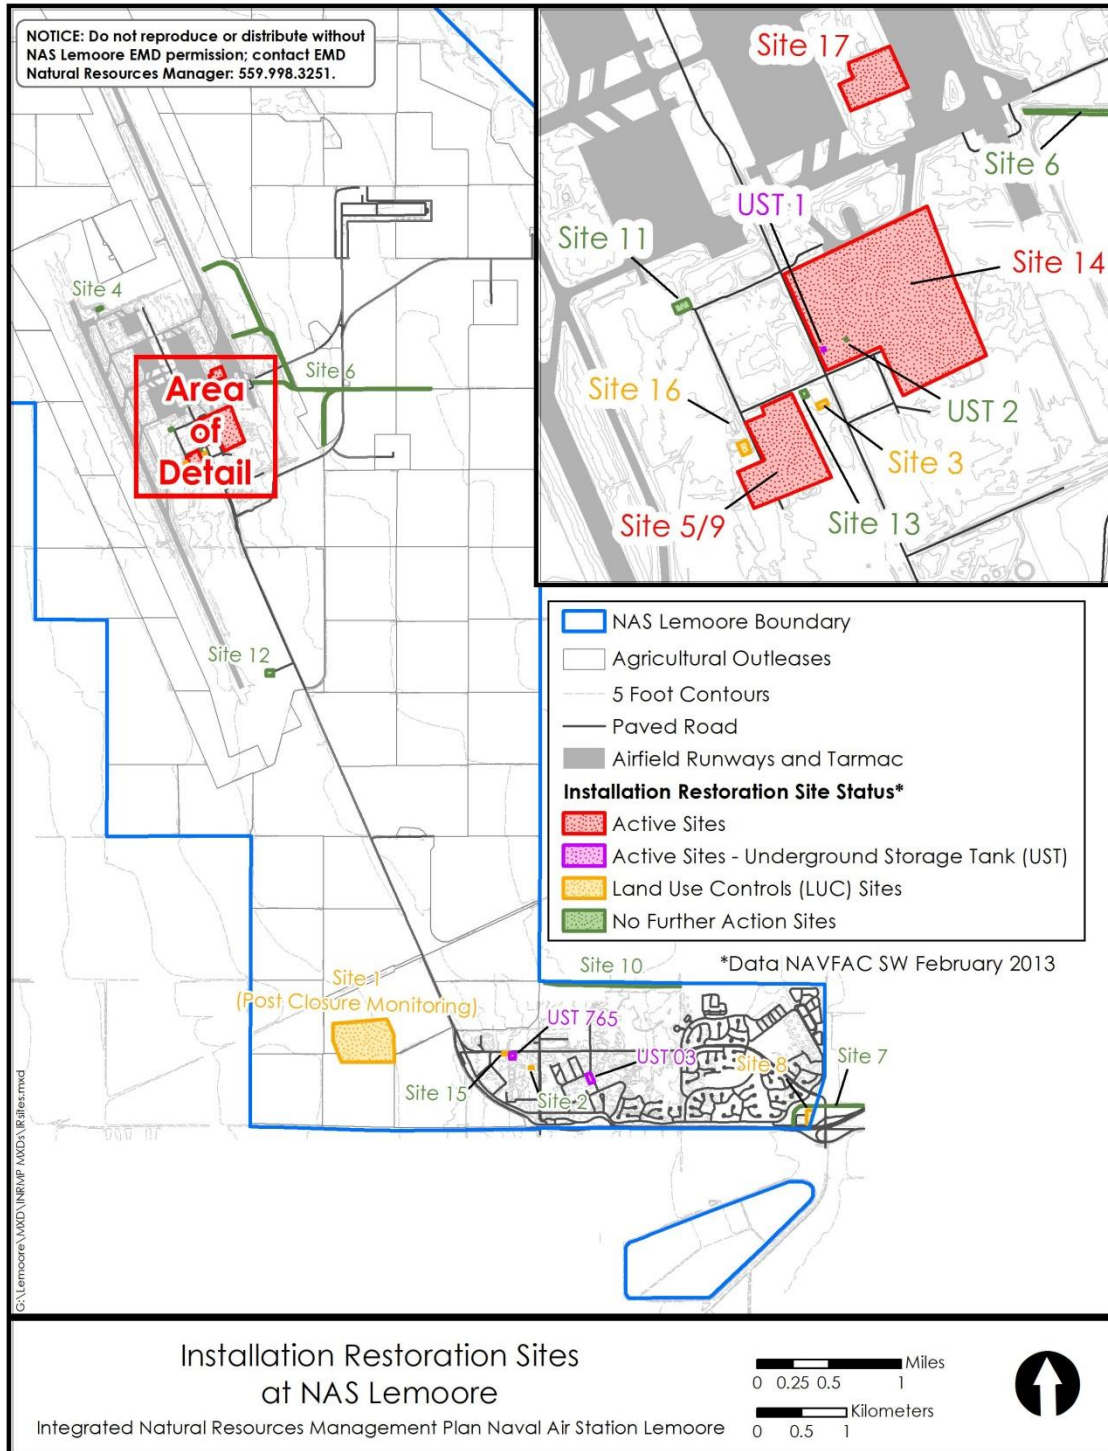 NOTICE: Do not reproduce or distribute without
NAS Lemoore EMD permission; contact EMD
Natural Resources Manager: 559.998.3251.
Site 17
Site 6
UST 1
Site 11
Site 14
Site 16
UST 2
Site 3
Site 5/9
Site 13
Site 4
Site 6
Area
of
Detail
Site 12
NAS Lemoore Boundary
Agricultural Outleases
5 Foot Contours
Paved Road
Airfield Runways and Tarmac
Installation Restoration Site Status*
Active Sites
Active Sites - Underground Storage Tank (UST)
Land Use Controls (LUC) Sites
No Further Action Sites
*Data NAVFAC SW February 2013
Site 10
Site 1
(Post Closure Monitoring)
UST 765
UST 03
Site 8
Site 7
Site 15
Site 2
G:\Lemoore\MXD\INRMP MXDs\IRsites.mxd
Installation Restoration Sites
at NAS Lemoore
Integrated Natural Resources Management Plan Naval Air Station Lemoore
Miles
0 0.25 0.5 1
Kilometers
0 0.5 1